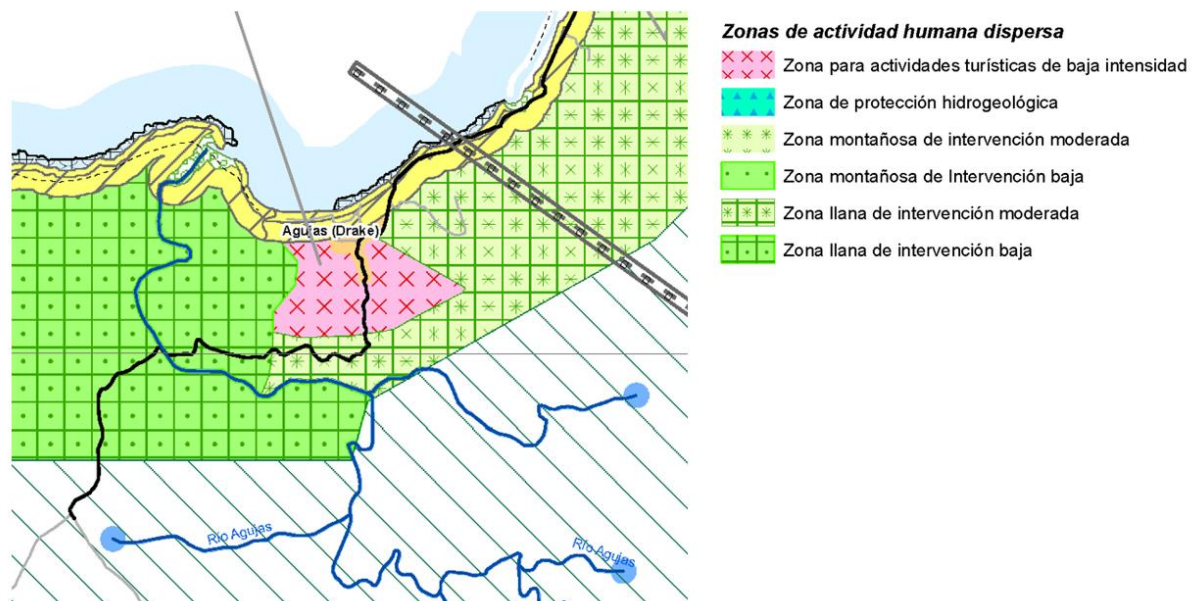 Agujas (Drake)
Río Agujas
Río Agujas
Zonas de actividad humana dispersa
Zona para actividades turísticas de baja intensidad
Zona de protección hidrogeológica
Zona montañosa de intervención moderada
Zona montañosa de Intervención baja
Zona llana de intervención moderada
Zona llana de intervención baja